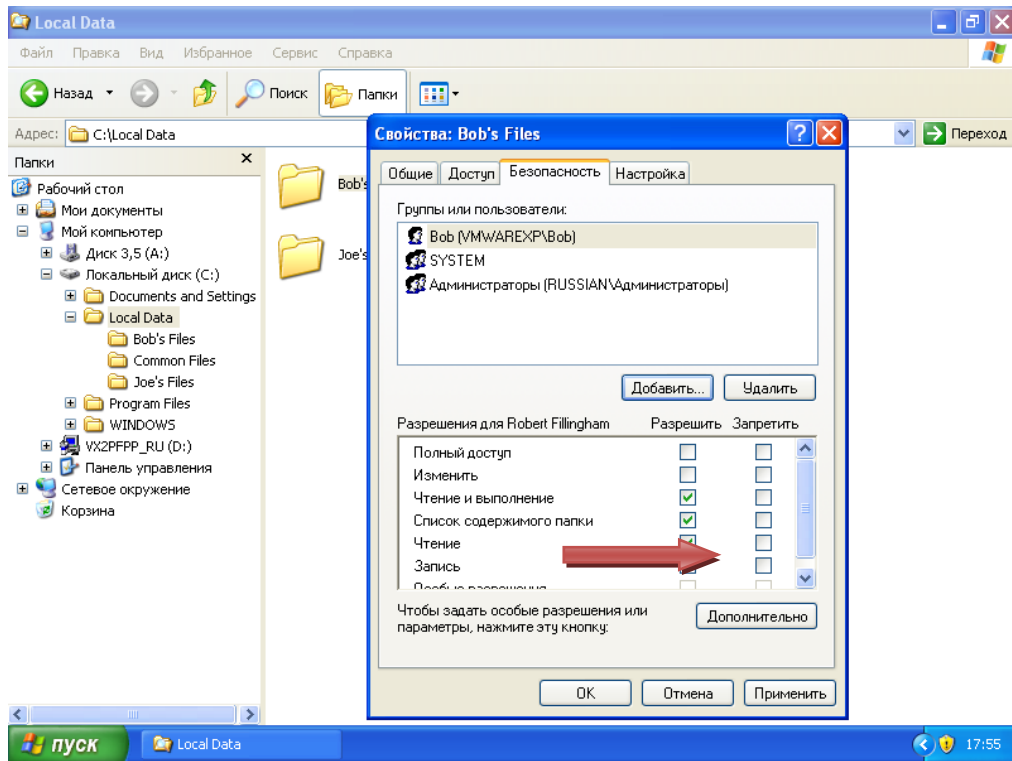 Local Data
Файл Правка Вид Избранное Сервис Справка
Назад Поиск Папки
Адрес: C:\Local Data Переход
Папки
Рабочий стол
Мои документы
Мой компьютер
Диск 3,5 (A:)
Локальный диск (C:)
Documents and Settings
Local Data
Bob's Files
Common Files
Joe's Files
Program Files
WINDOWS
VX2PFPP_RU (D:)
Панель управления
Сетевое окружение
Корзина
Bob's
Joe's
Свойства: Bob's Files
Общие Доступ Безопасность Настройка
Группы или пользователи:
Bob (VMWAREXP\Bob)
SYSTEM
Администраторы (RUSSIAN\Администраторы)
Добавить... Удалить
Разрешения для Robert Fillingham Разрешить Запретить
Полный доступ
Изменить
Чтение и выполнение
Список содержимого папки
Чтение
Запись
Особые разрешения
Чтобы задать особые разрешения или
параметры, нажмите эту кнопку:
Дополнительно
OK Отмена Применить
пуск Local Data 17:55